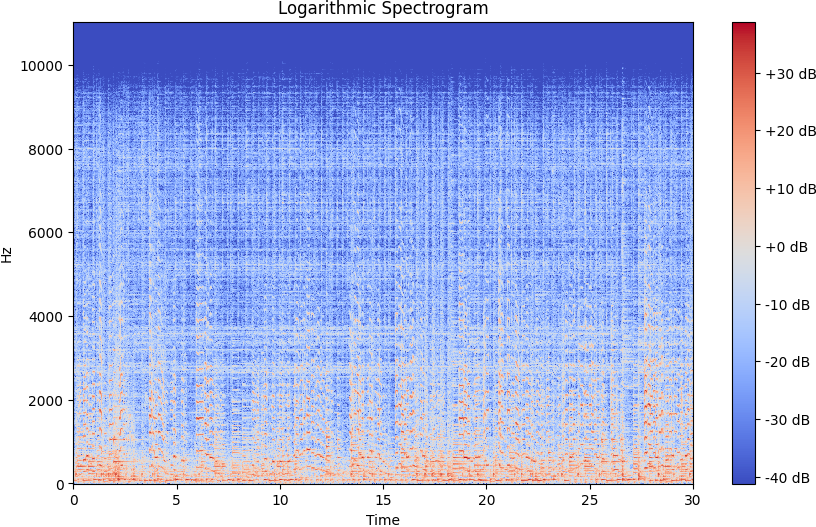 Logarithmic Spectrogram
Hz
10000
8000
6000
4000
2000
0
0 5 10 15 20 25 30
Time
+30 dB
+20 dB
+10 dB
+0 dB
-10 dB
-20 dB
-30 dB
-40 dB